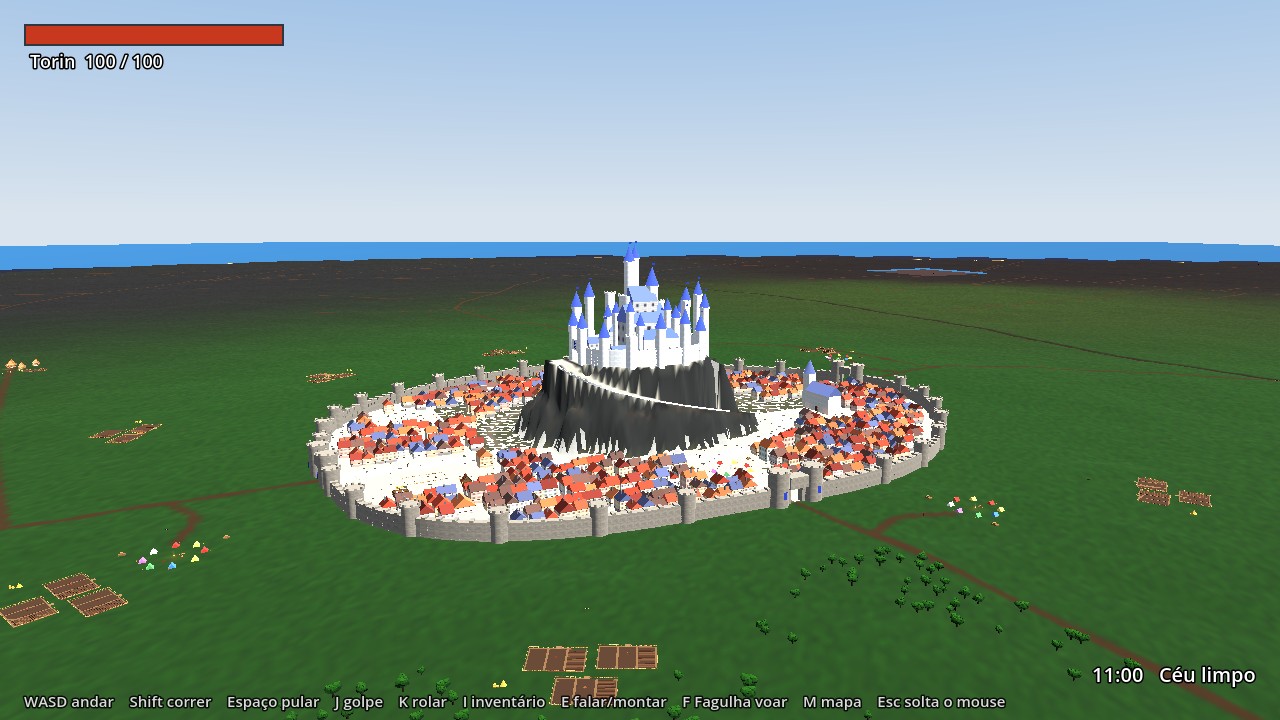 Torin 100 / 100
11:00 Céu limpo
WASD andar Shift correr Espaço pular J golpe K rolar I inventário E falar/montar F Fagulha voar M mapa Esc solta o mouse